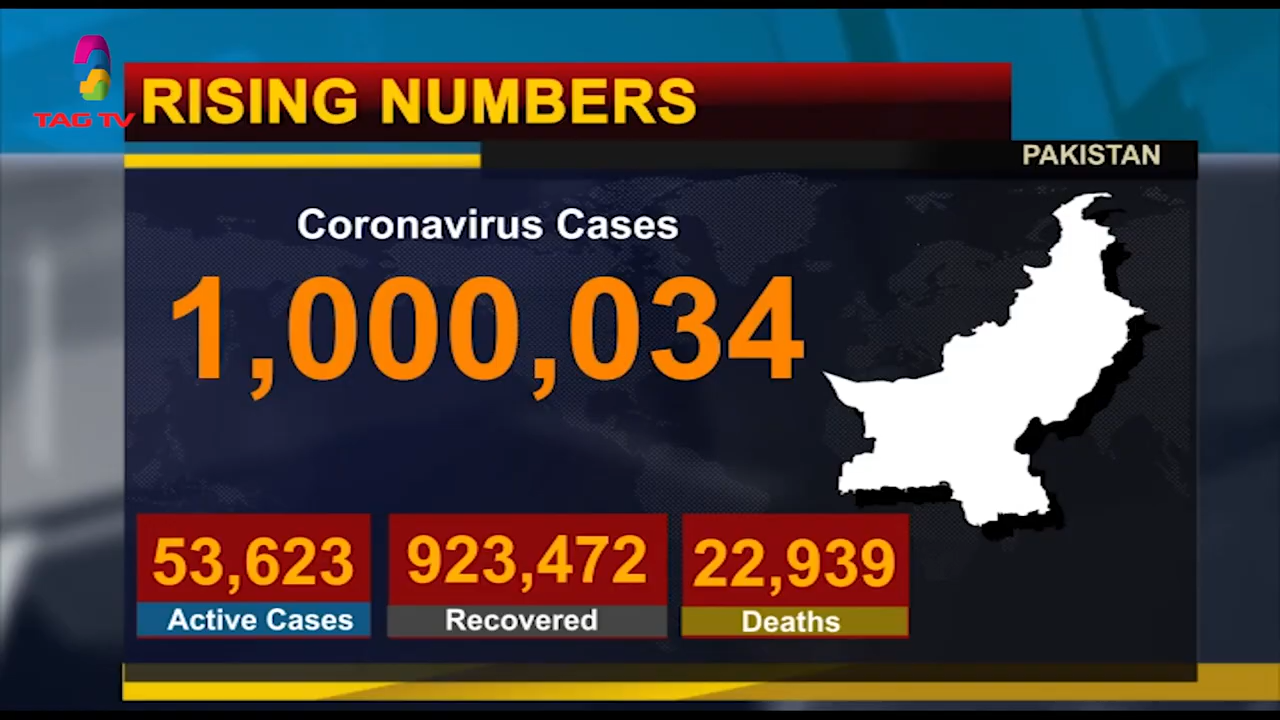 TAG TV
RISING NUMBERS
PAKISTAN
Coronavirus Cases
1,000,034
53,623
Active Cases
923,472
Recovered
22,939
Deaths